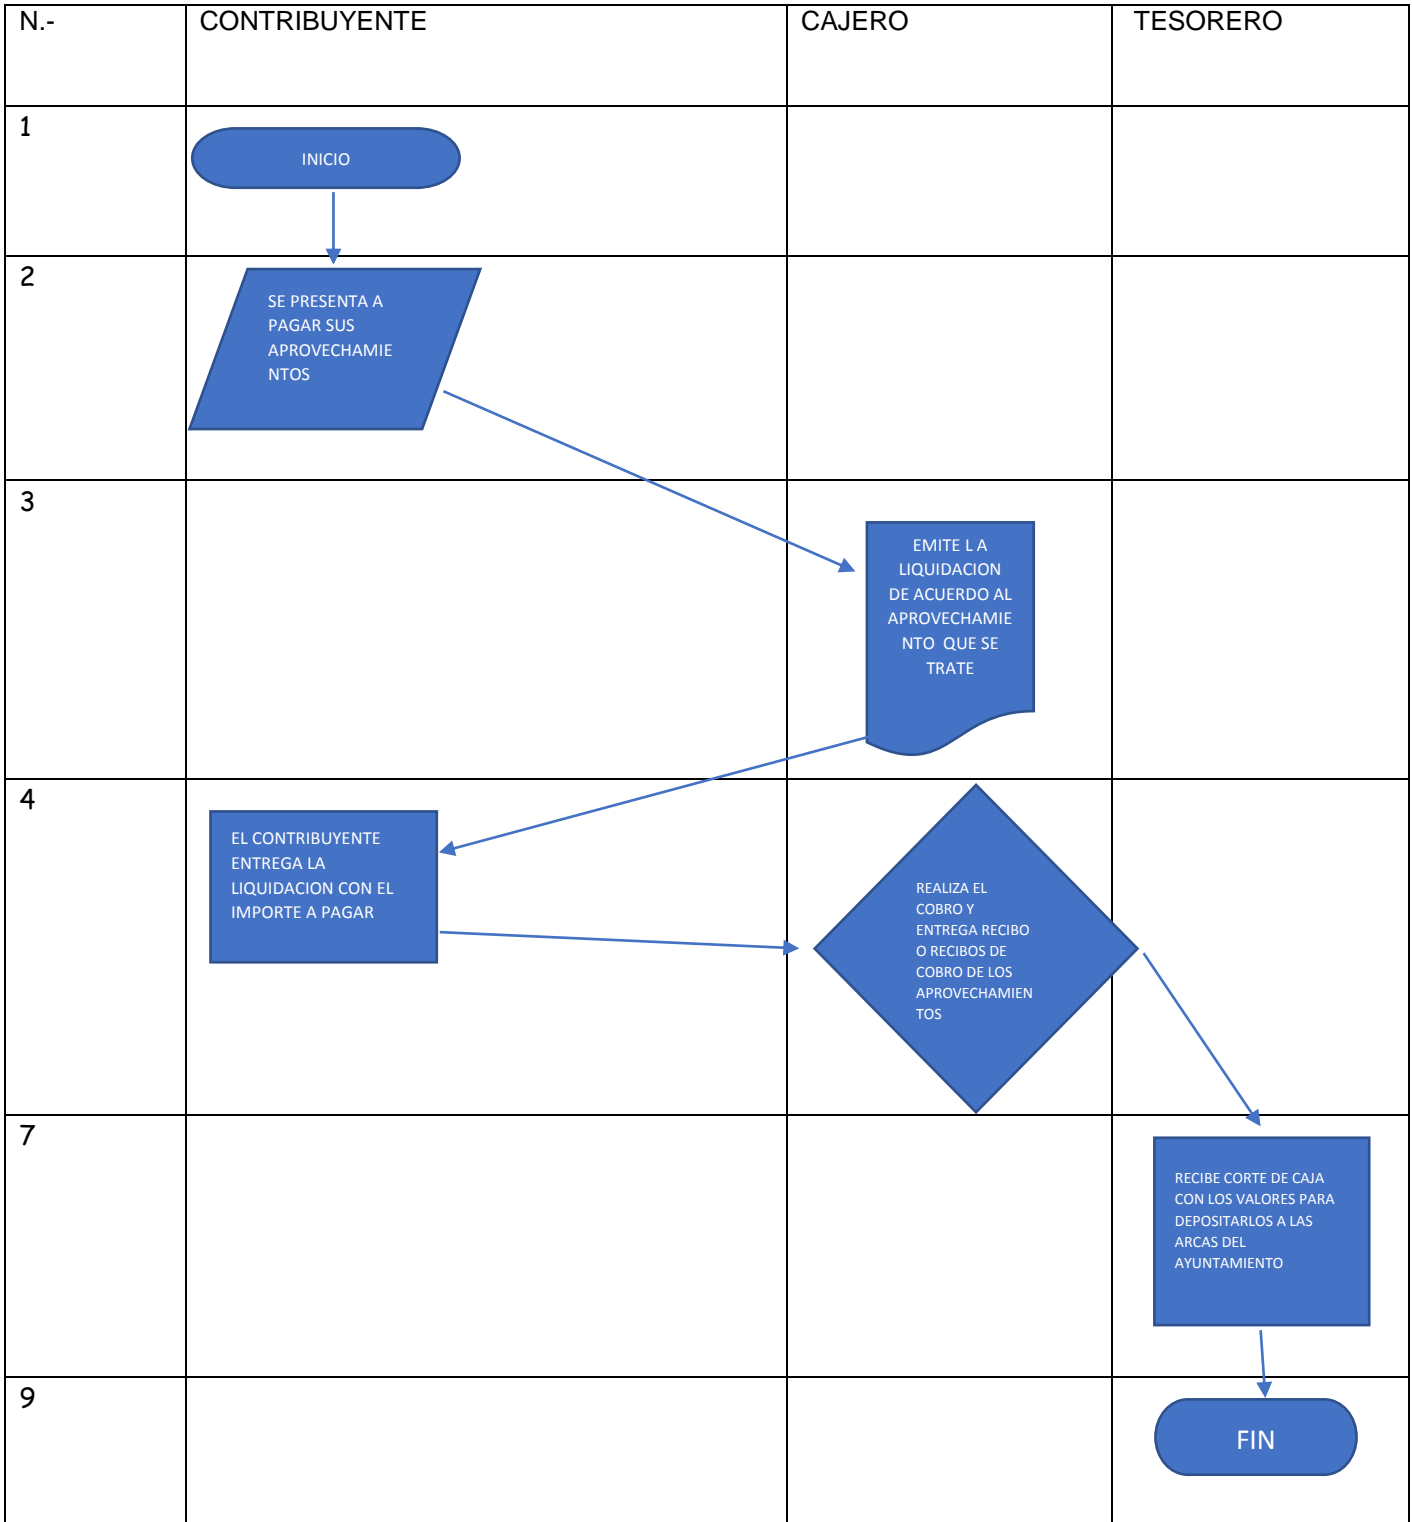 N.- CONTRIBUYENTE CAJERO TESORERO
1
INICIO
2
SE PRESENTA A
PAGAR SUS
APROVECHAMIE
NTOS
3
EMITE L A
LIQUIDACION
DE ACUERDO AL
APROVECHAMIE
NTO QUE SE
TRATE
4
EL CONTRIBUYENTE
ENTREGA LA
LIQUIDACION CON EL
IMPORTE A PAGAR
REALIZA EL
COBRO Y
ENTREGA RECIBO
O RECIBOS DE
COBRO DE LOS
APROVECHAMIEN
TOS
7
RECIBE CORTE DE CAJA
CON LOS VALORES PARA
DEPOSITARLOS A LAS
ARCAS DEL
AYUNTAMIENTO
9
FIN